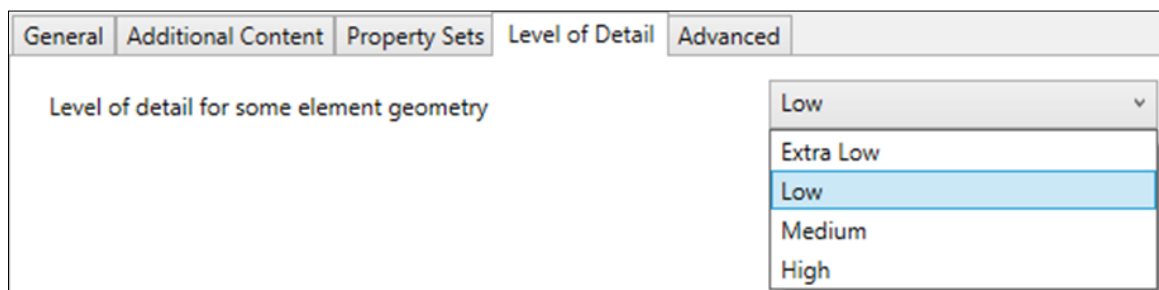 General Additional Content Property Sets Level of Detail Advanced
Level of detail for some element geometry Low
Extra Low
Low
Medium
High